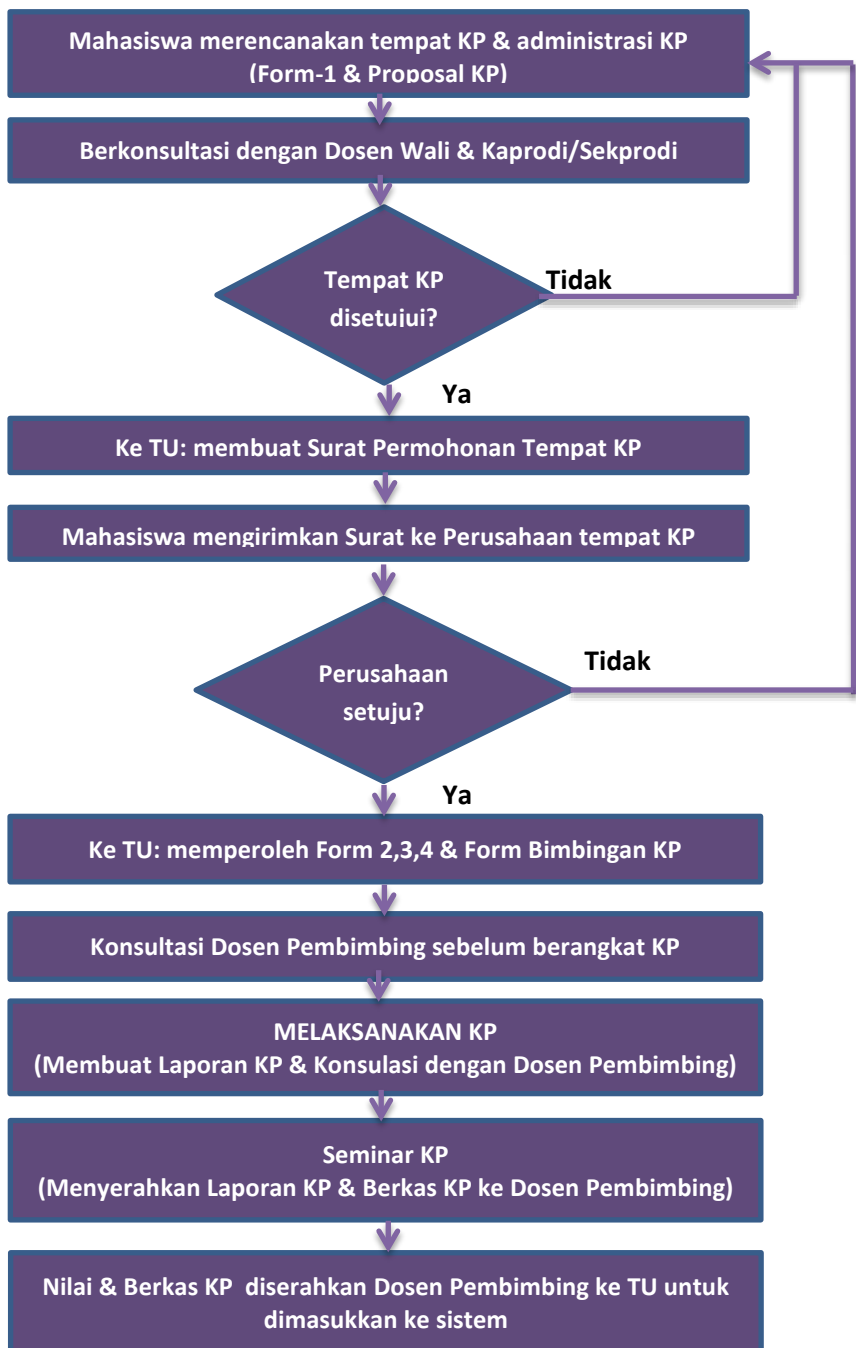 Mahasiswa merencanakan tempat KP & administrasi KP
(Form-1 & Proposal KP)
Berkonsultasi dengan Dosen Wali & Kaprodi/Sekprodi
Tempat KP
disetujui?
Tidak
Ya
Ke TU: membuat Surat Permohonan Tempat KP
Mahasiswa mengirimkan Surat ke Perusahaan tempat KP
Perusahaan
setuju?
Tidak
Ya
Ke TU: memperoleh Form 2,3,4 & Form Bimbingan KP
Konsultasi Dosen Pembimbing sebelum berangkat KP
MELAKSANAKAN KP
(Membuat Laporan KP & Konsulasi dengan Dosen Pembimbing)
Seminar KP
(Menyerahkan Laporan KP & Berkas KP ke Dosen Pembimbing)
Nilai & Berkas KP diserahkan Dosen Pembimbing ke TU untuk
dimasukkan ke sistem